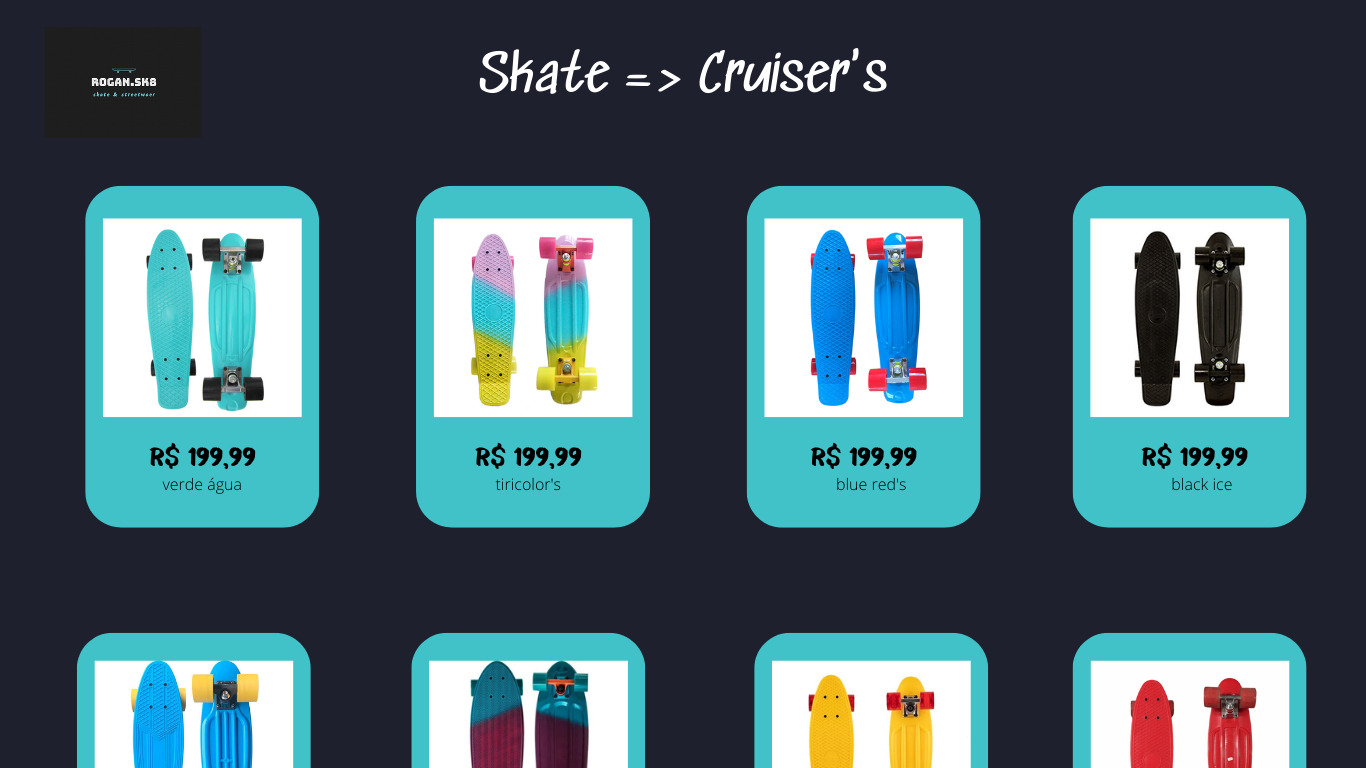 ROGAN.SK8
skate & streetwear
Skate => Cruiser's
R$ 199,99
verde água
R$ 199,99
tiricolor's
R$ 199,99
blue red's
R$ 199,99
black ice